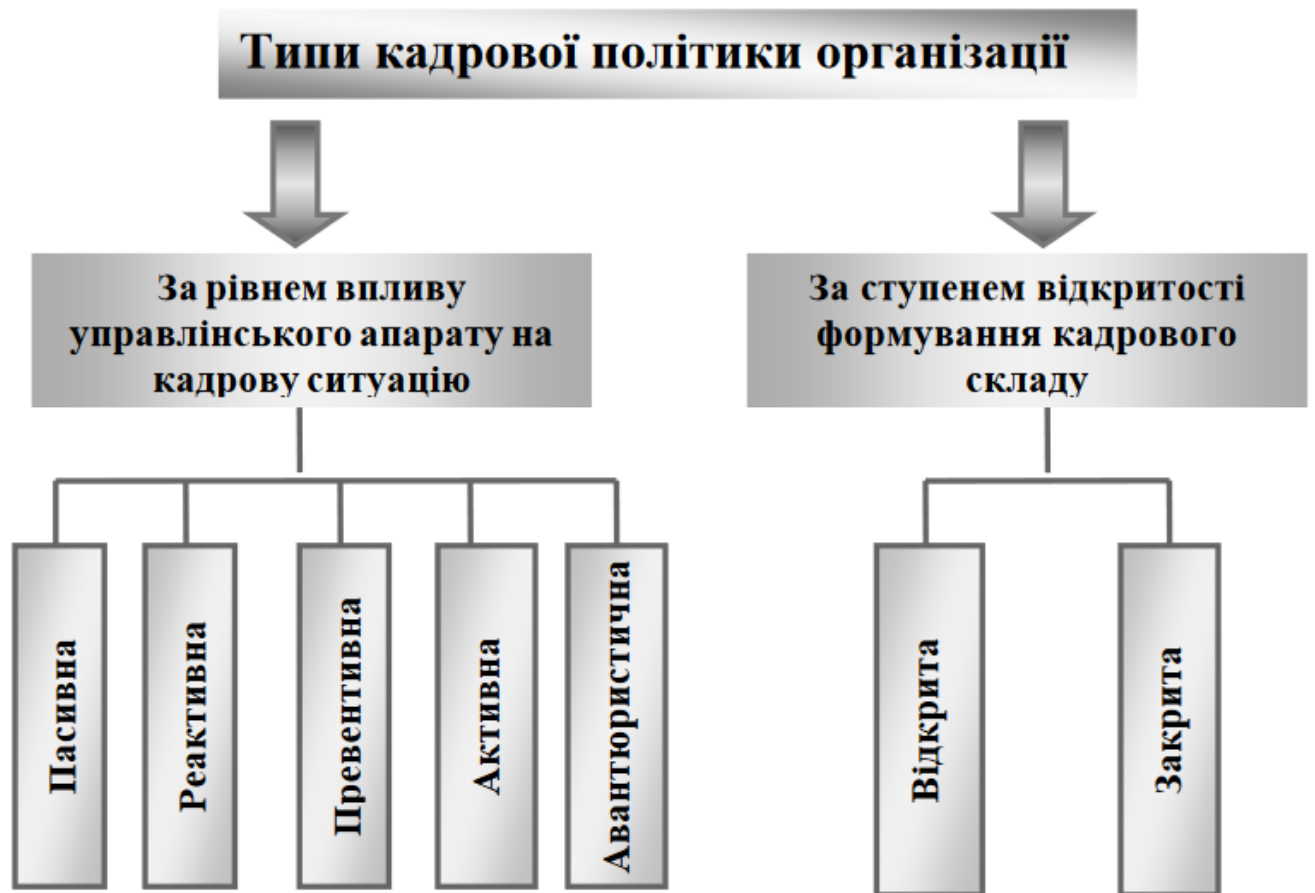 Типи кадрової політики організації
За рівнем впливу
управлінського апарату на
кадрову ситуацію
За ступенем відкритості
формування кадрового
складу
Пасивна
Реактивна
Превентивна
Активна
Авантюристична
Відкрита
Закрита